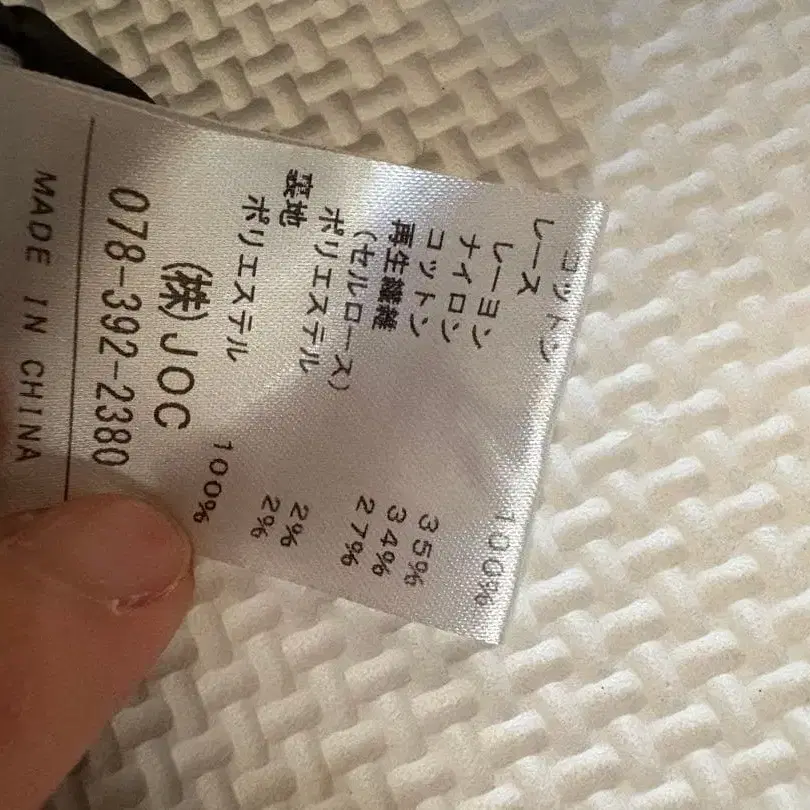 コットン 100%
レース
レーヨン 35%
ナイロン 34%
コットン 27%
再生繊維
(セルロース) 2%
ポリエステル 2%
裏地
ポリエステル 100%
(株)JOC
078-392-2380
MADE IN CHINA